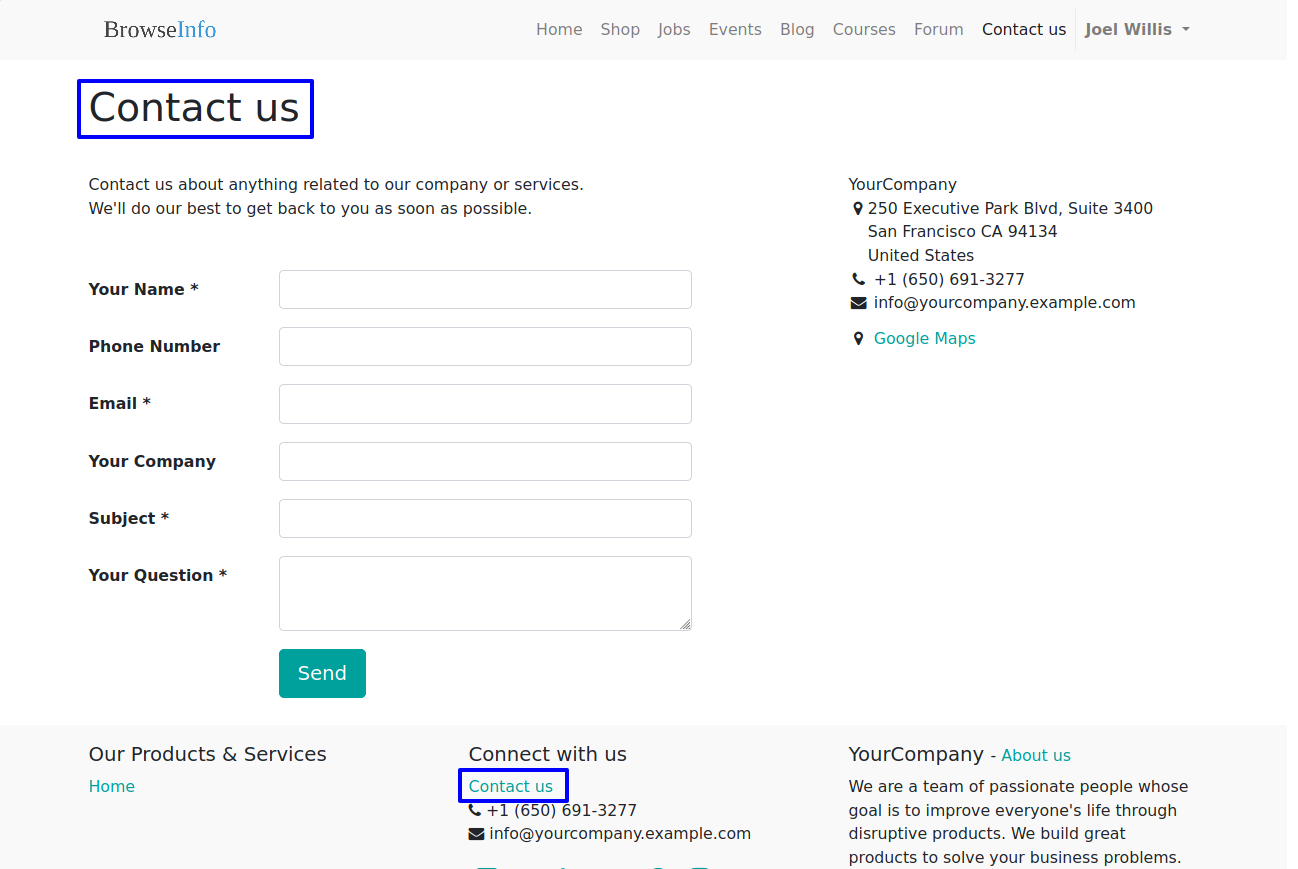 BrowseInfo
Home Shop Jobs Events Blog Courses Forum Contact us Joel Willis
Contact us
Contact us about anything related to our company or services.
We'll do our best to get back to you as soon as possible.
YourCompany
250 Executive Park Blvd, Suite 3400
San Francisco CA 94134
United States
+1 (650) 691-3277
info@yourcompany.example.com
Google Maps
Your Name *
Phone Number
Email *
Your Company
Subject *
Your Question *
Send
Our Products & Services
Home
Connect with us
Contact us
+1 (650) 691-3277
info@yourcompany.example.com
YourCompany - About us
We are a team of passionate people whose
goal is to improve everyone's life through
disruptive products. We build great
products to solve your business problems.